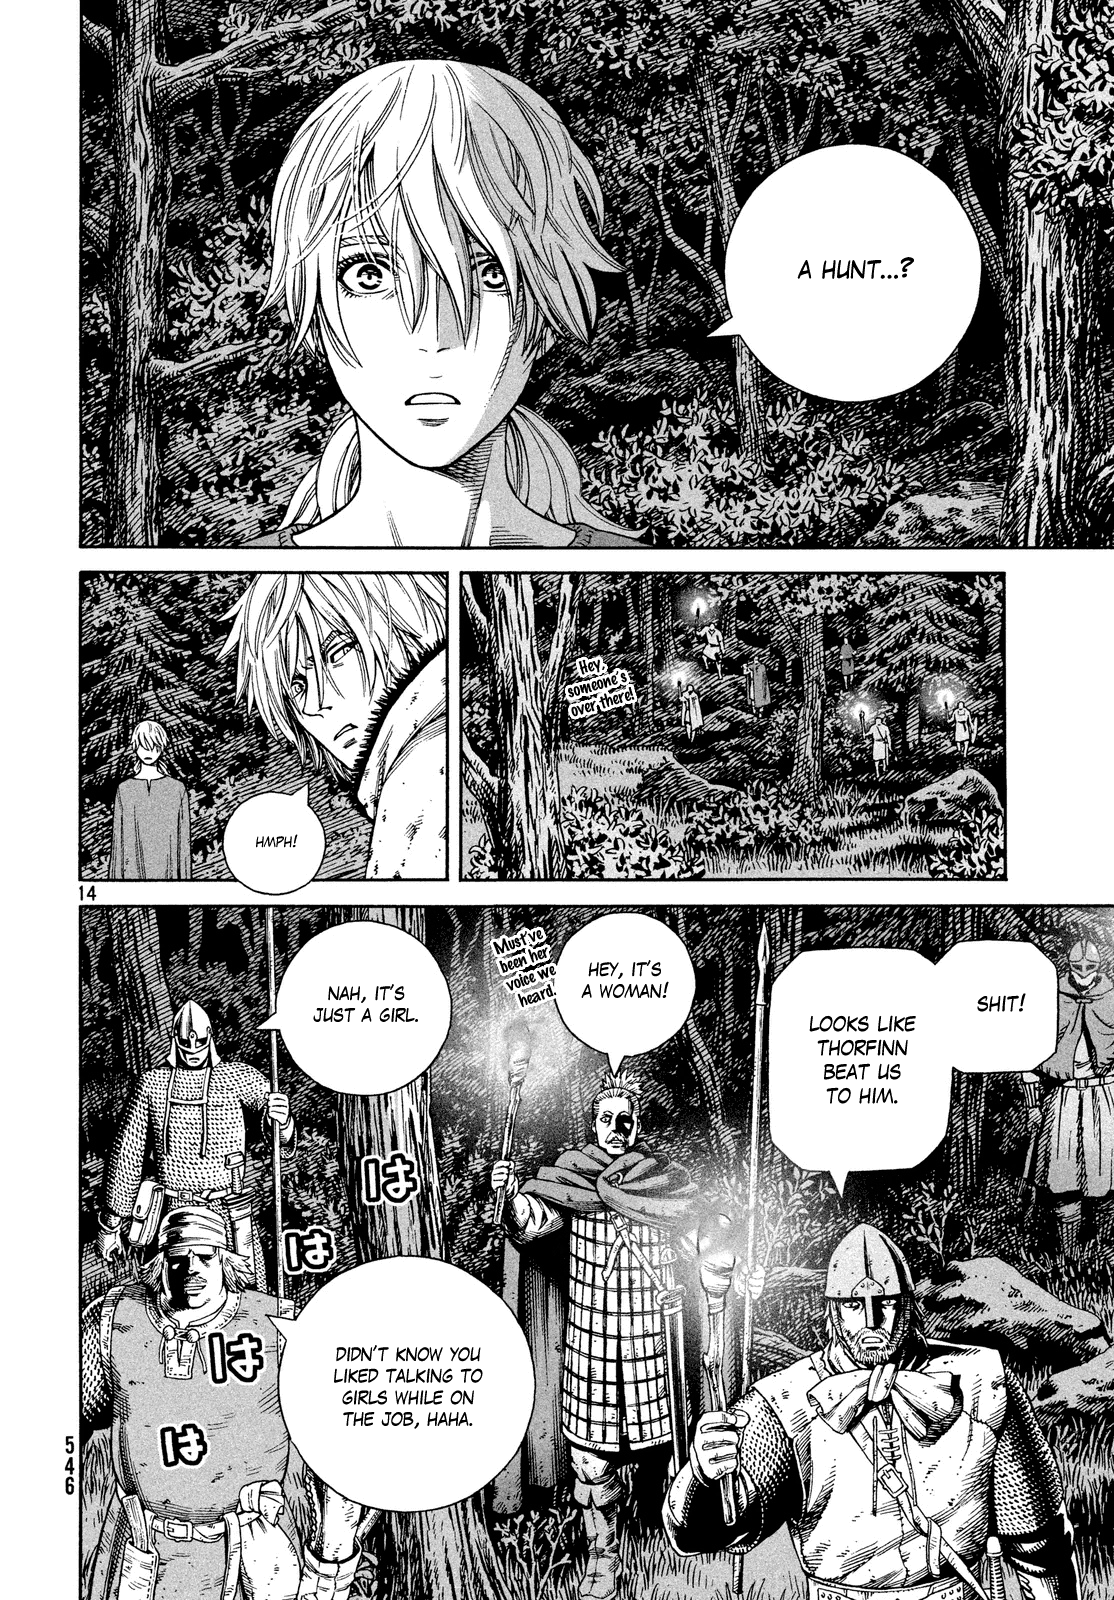 A HUNT...?
Hey,
someone's
over there!
HMPH!
14
SHIT!
LOOKS LIKE
THORFINN
BEAT US
TO HIM.
HEY, IT'S
A WOMAN!
Must've
been her
voice we
heard.
NAH, IT'S
JUST A GIRL.
は
は
は
は
DIDN'T KNOW YOU
LIKED TALKING TO
GIRLS WHILE ON
THE JOB, HAHA.
546